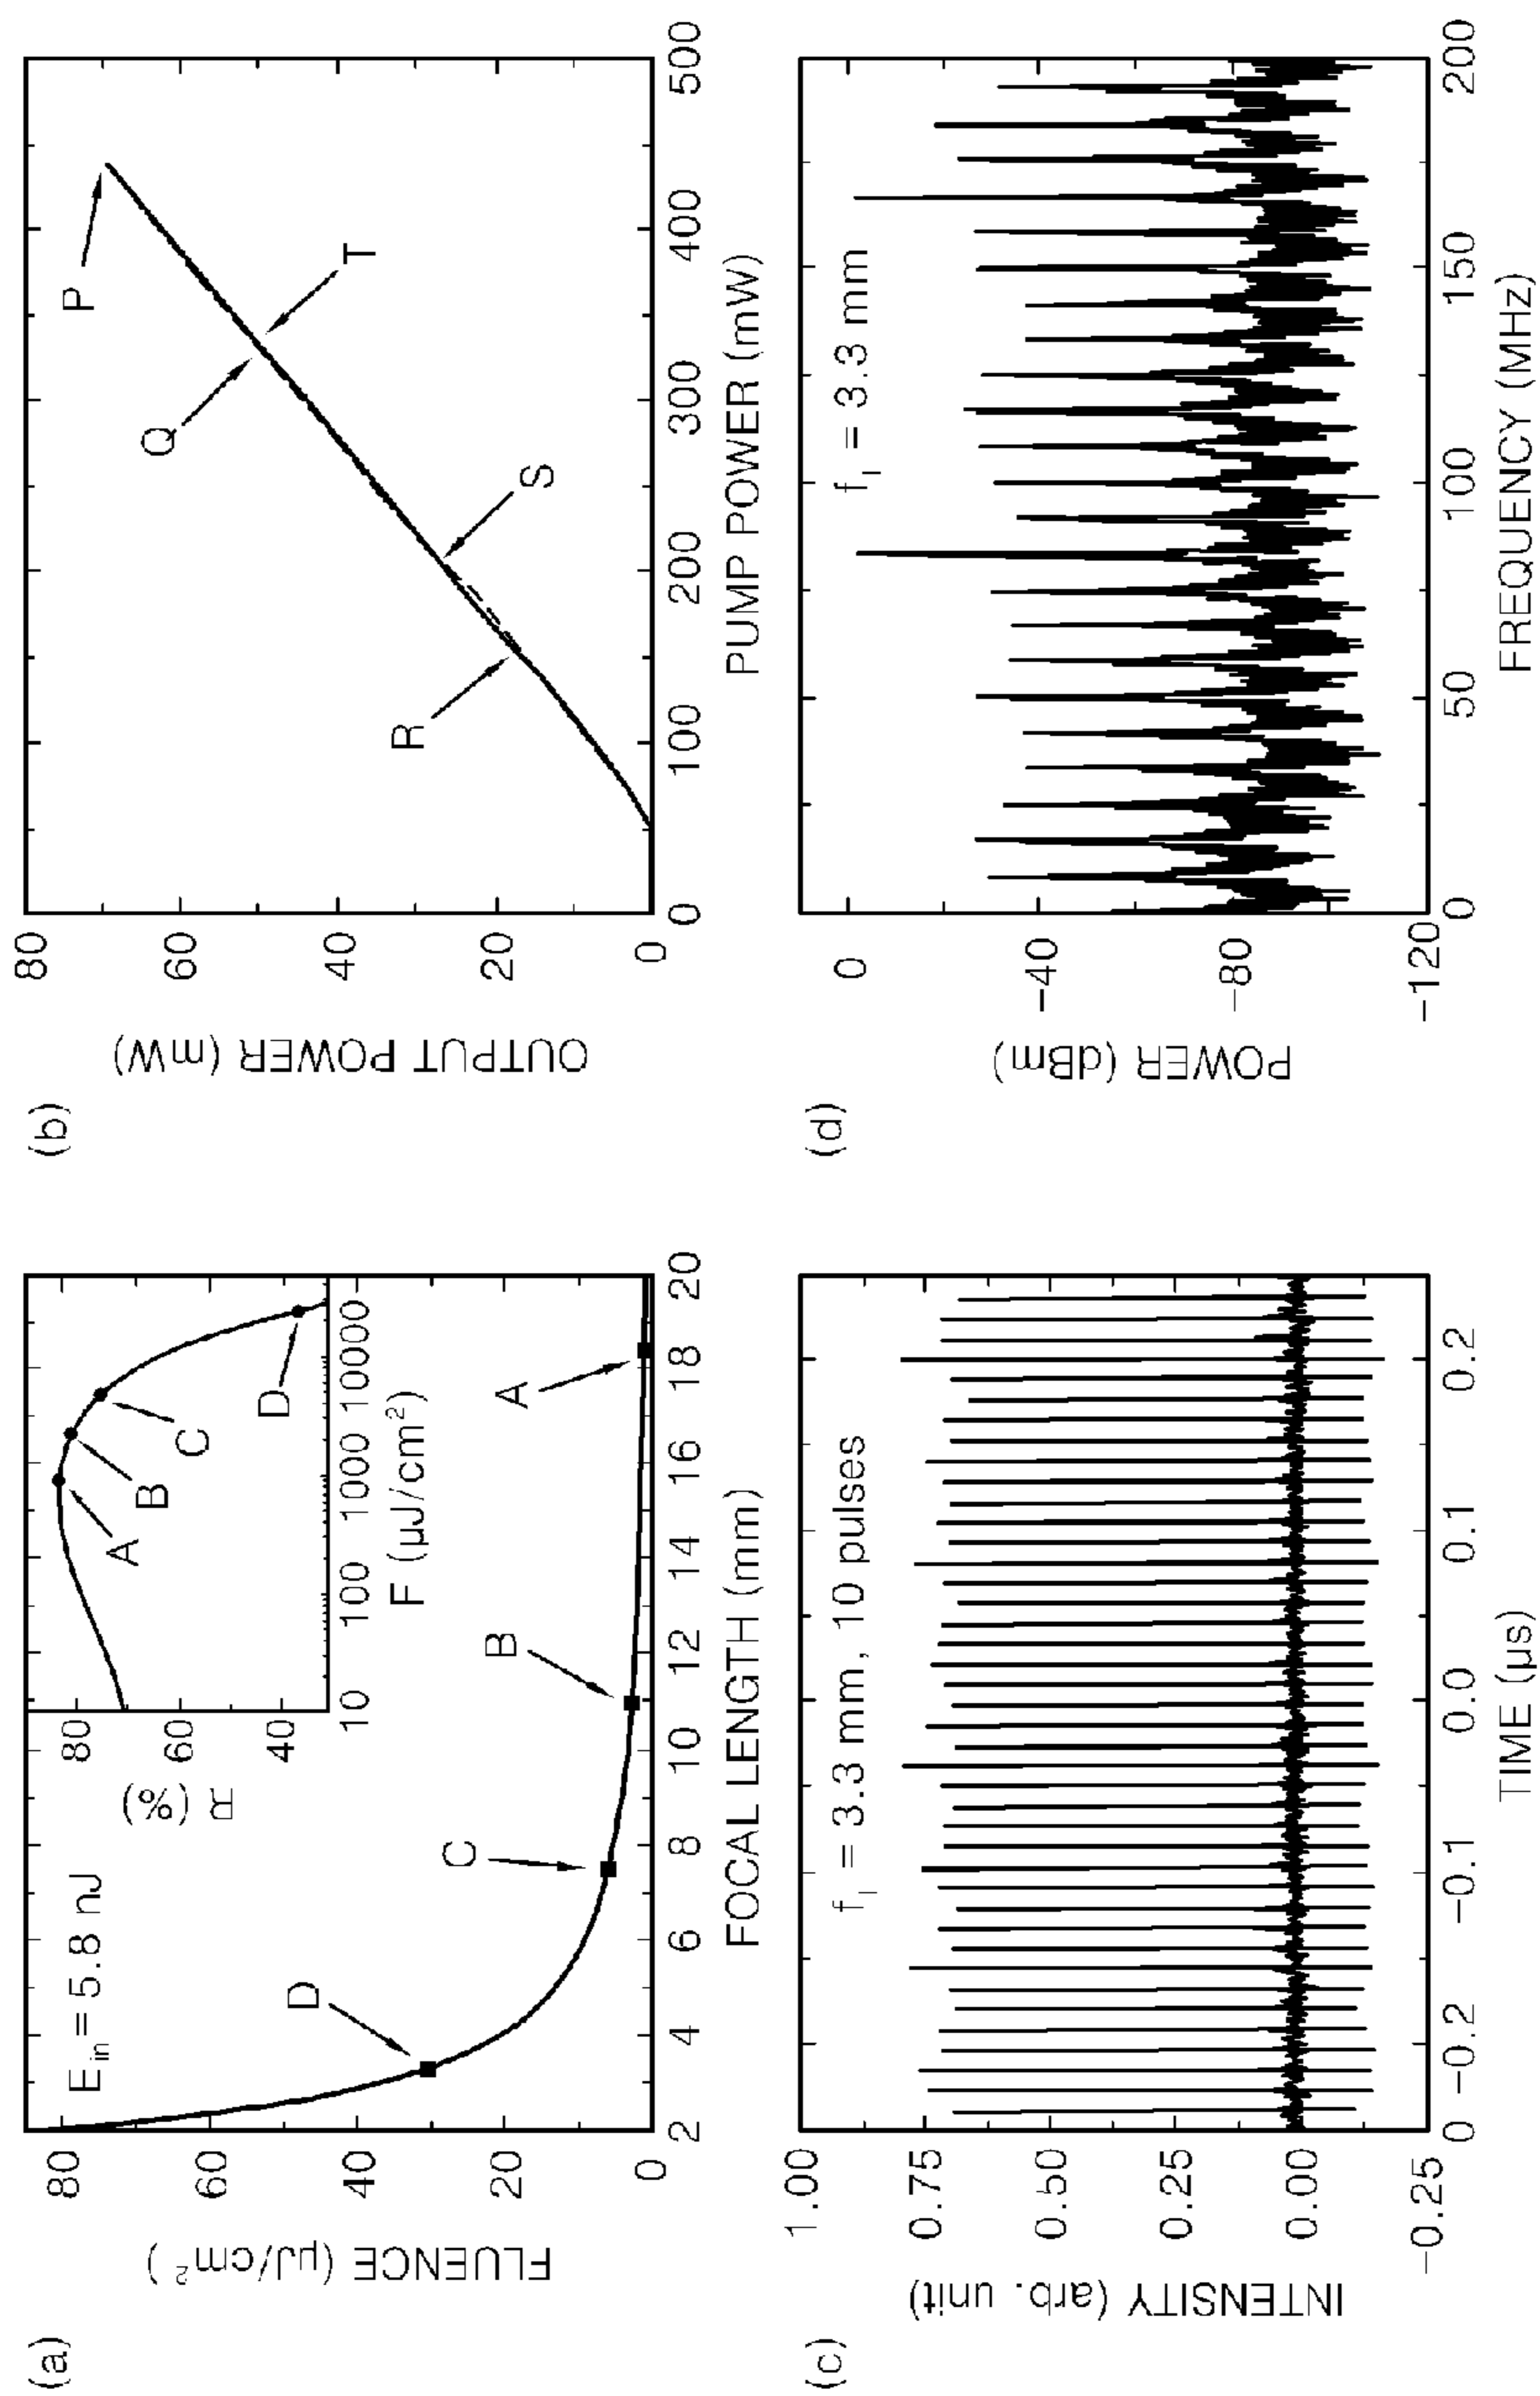 (a)
FLUENCE (µJ/cm²)
80
60
40
20
0
E_in = 5.8 nJ
R (%)
80
60
40
10 100 1000 10000
F (µJ/cm²)
A
B
C
D
D
C
B
A
2 4 6 8 10 12 14 16 18 20
FOCAL LENGTH (mm)
(b)
OUTPUT POWER (mW)
80
60
40
20
0
P
Q
T
R
S
0 100 200 300 400 500
PUMP POWER (mW)
(c)
INTENSITY (arb. unit)
1.00
0.75
0.50
0.25
0.00
-0.25
f_l = 3.3 mm, 10 pulses
0 -0.2 -0.1 0.0 0.1 0.2
TIME (µs)
(d)
POWER (dBm)
0
-40
-80
-120
f_l = 3.3 mm
0 50 100 150 200
FREQUENCY (MHz)